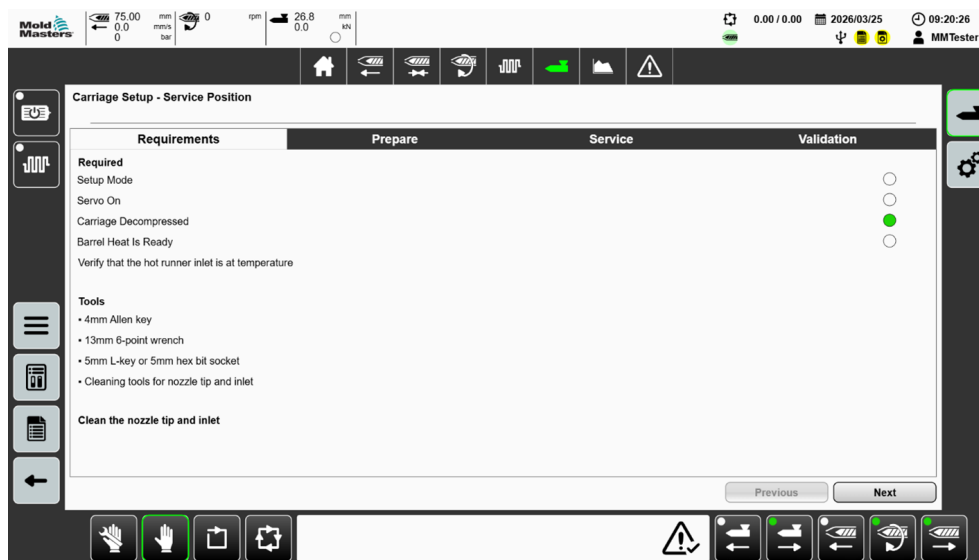 Mold
Masters
75.00 mm
0.0 mm/s
0 bar
0 rpm
26.8 mm
0.0 kN
0.00 / 0.00
2026/03/25
09:20:26
MMTester
Carriage Setup - Service Position
Requirements Prepare Service Validation
Required
Setup Mode
Servo On
Carriage Decompressed
Barrel Heat Is Ready
Verify that the hot runner inlet is at temperature
Tools
• 4mm Allen key
• 13mm 6-point wrench
• 5mm L-key or 5mm hex bit socket
• Cleaning tools for nozzle tip and inlet
Clean the nozzle tip and inlet
Previous Next